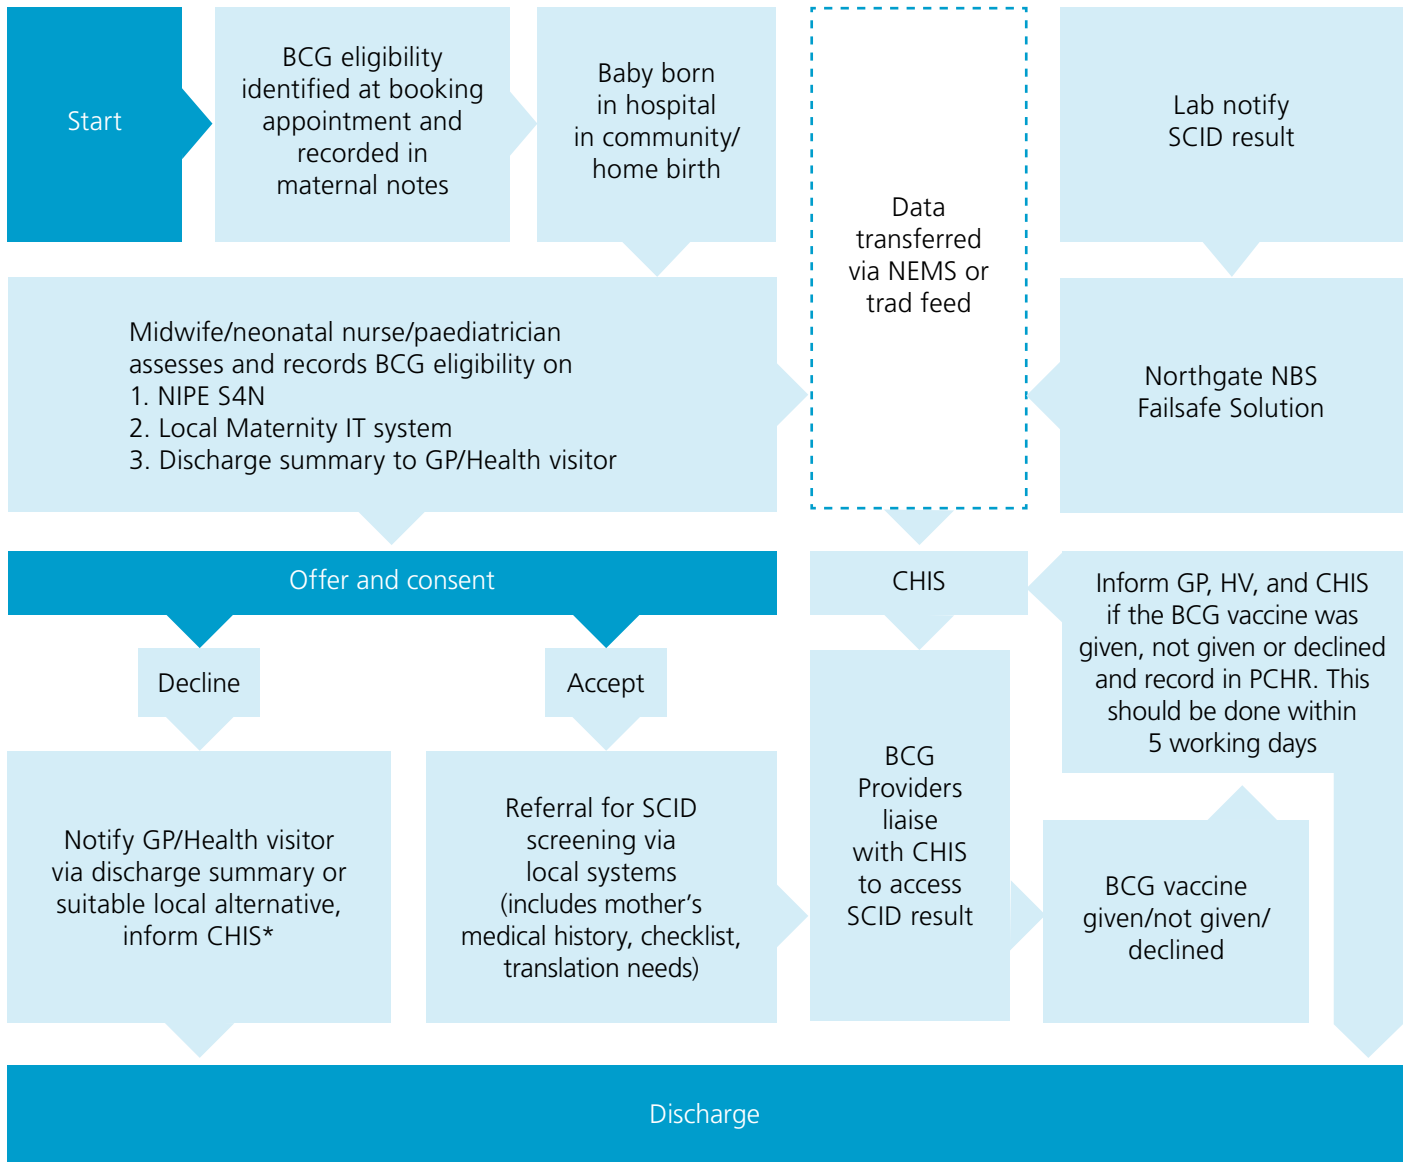 Start
BCG eligibility
identified at booking
appointment and
recorded in
maternal notes
Baby born
in hospital
in community/
home birth
Data
transferred
via NEMS or
trad feed
Lab notify
SCID result
Midwife/neonatal nurse/paediatrician
assesses and records BCG eligibility on
1. NIPE S4N
2. Local Maternity IT system
3. Discharge summary to GP/Health visitor
Northgate NBS
Failsafe Solution
Offer and consent
CHIS
Inform GP, HV, and CHIS
if the BCG vaccine was
given, not given or declined
and record in PCHR. This
should be done within
5 working days
Decline
Accept
Notify GP/Health visitor
via discharge summary or
suitable local alternative,
inform CHIS*
Referral for SCID
screening via
local systems
(includes mother’s
medical history, checklist,
translation needs)
BCG
Providers
liaise
with CHIS
to access
SCID result
BCG vaccine
given/not given/
declined
Discharge